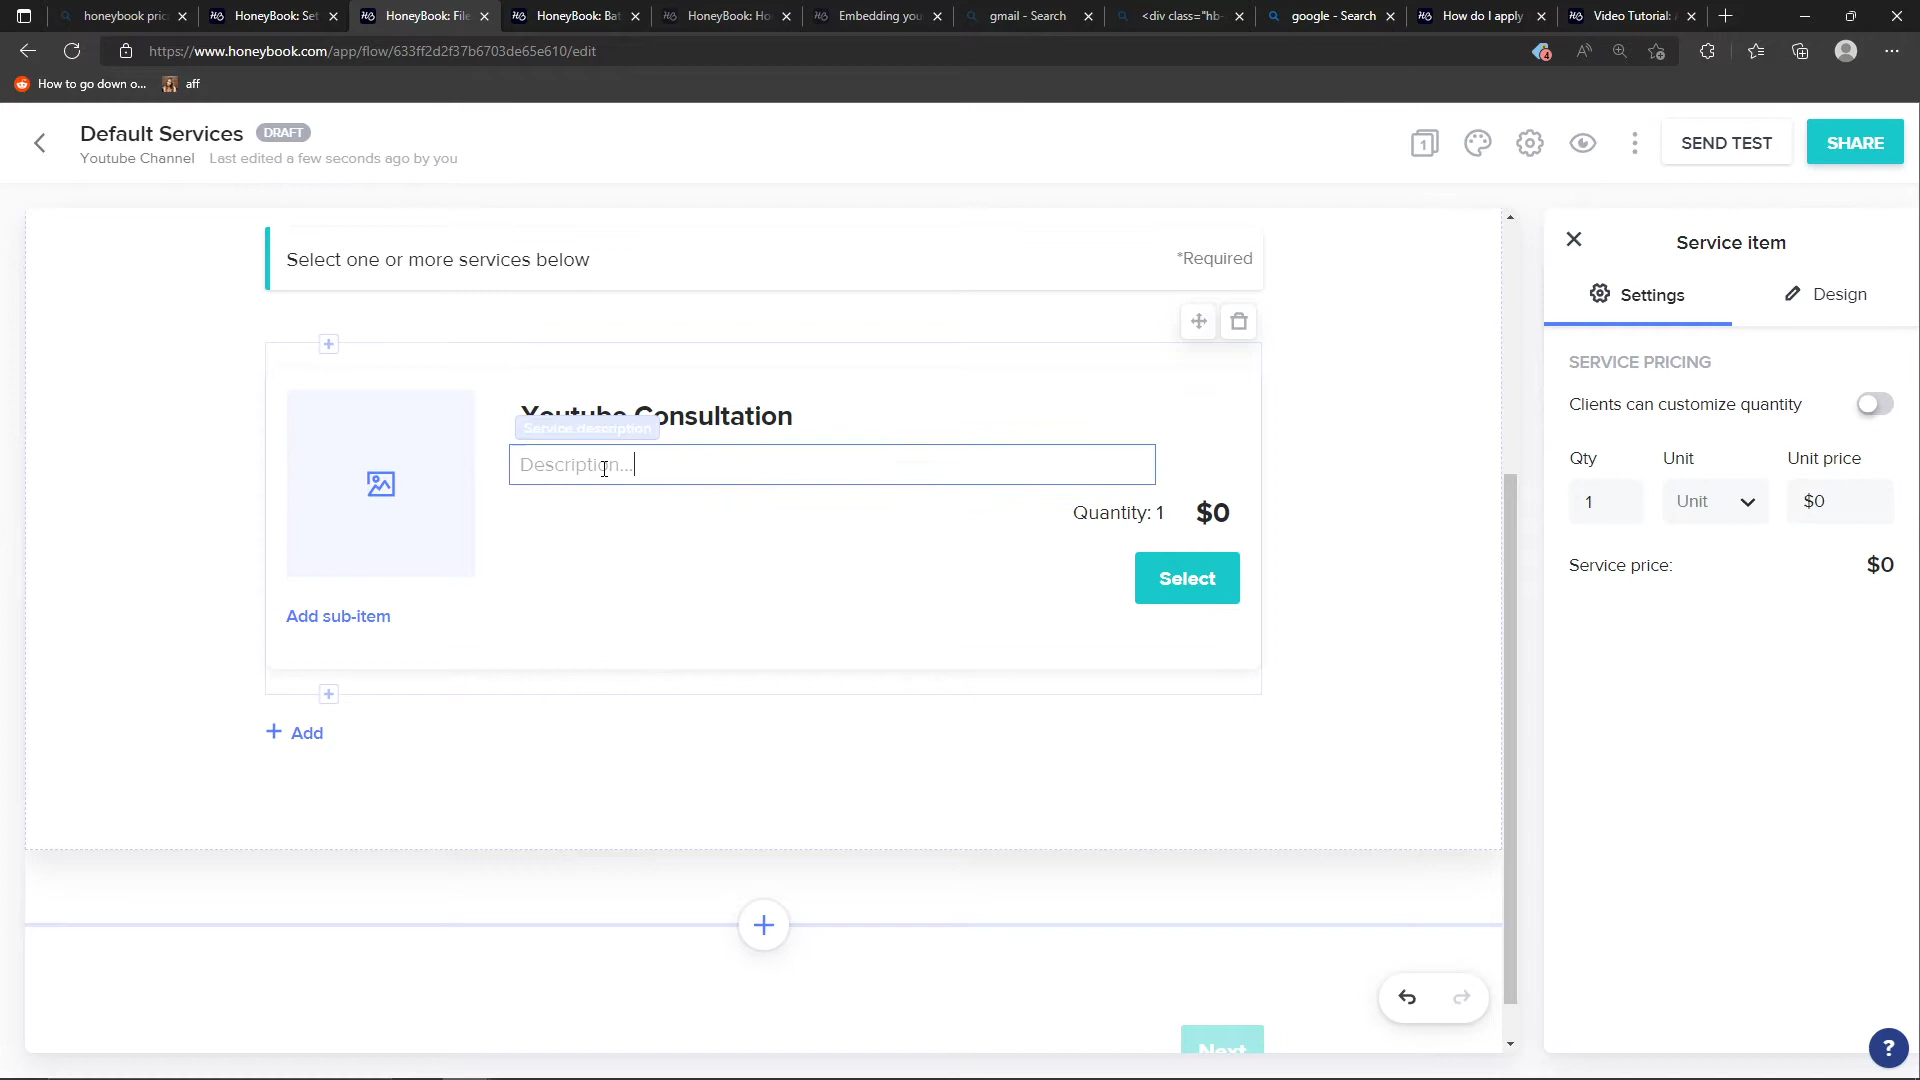 honeybook pric
HoneyBook: Set
HoneyBook: File
HoneyBook: Bat
HoneyBook: Ho
Embedding you
gmail - Search
<div class="hb-
google - Search
How do I apply
Video Tutorial:
https://www.honeybook.com/app/flow/633ff2d2f37b6703de65e610/edit
4
How to go down o...
aff
Default Services
DRAFT
Youtube Channel
Last edited a few seconds ago by you
1
SEND TEST
SHARE
Select one or more services below
*Required
Youtube Consultation
Service description
Description...
Quantity: 1
$0
Select
Add sub-item
Add
Next
Service item
Settings
Design
SERVICE PRICING
Clients can customize quantity
Qty
Unit
Unit price
1
Unit
$0
Service price:
$0
?